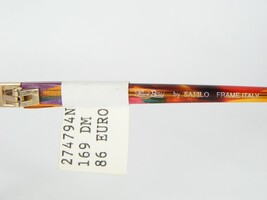 by SAFILO FRAME ITALY
274794N
169 DM
86 EURO